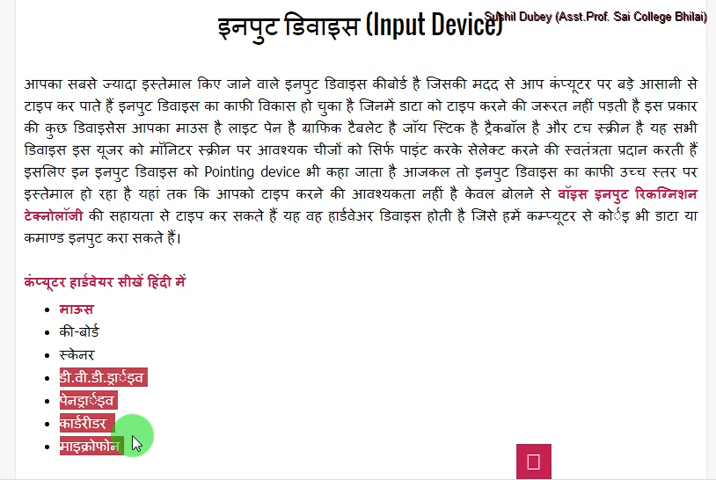 इनपुट डिवाइस (Input Device)
Sushil Dubey (Asst.Prof. Sai College Bhilai)
आपका सबसे ज्यादा इस्तेमाल किए जाने वाले इनपुट डिवाइस कीबोर्ड है जिसकी मदद से आप कंप्यूटर पर बड़े आसानी से
टाइप कर पाते हैं इनपुट डिवाइस का काफी विकास हो चुका है जिनमें डाटा को टाइप करने की जरूरत नहीं पड़ती है इस प्रकार
की कुछ डिवाइसेस आपका माउस है लाइट पेन है ग्राफिक टैबलेट है जॉय स्टिक है ट्रैकबॉल है और टच स्क्रीन है यह सभी
डिवाइस इस यूजर को मॉनिटर स्क्रीन पर आवश्यक चीजों को सिर्फ पाइंट करके सेलेक्ट करने की स्वतंत्रता प्रदान करती हैं
इसलिए इन इनपुट डिवाइस को Pointing device भी कहा जाता है आजकल तो इनपुट डिवाइस का काफी उच्च स्तर पर
इस्तेमाल हो रहा है यहां तक कि आपको टाइप करने की आवश्यकता नहीं है केवल बोलने से वॉइस इनपुट रिकग्निशन
टेक्नोलॉजी की सहायता से टाइप कर सकते हैं यह वह हार्डवेअर डिवाइस होती है जिसे हमें कम्प्यूटर से कोर्इ भी डाटा या
कमाण्ड इनपुट करा सकते हैं।
कंप्यूटर हार्डवेयर सीखें हिंदी में
माऊस
की-बोर्ड
स्केनर
डी.वी.डी.ड्रार्इव
पेनड्रार्इव
कार्डरीडर
माइक्रोफोन